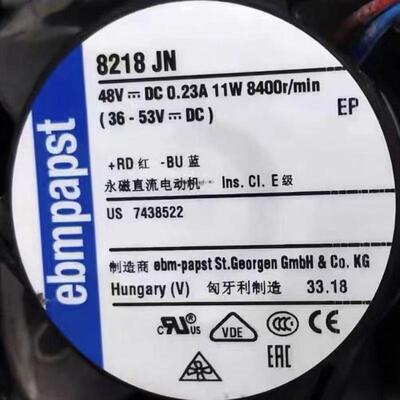 ebmpapst
8218 JN
48V ⎓ DC 0.23A 11W 8400r/min
(36 - 53V ⎓ DC)
EP
+RD 红 -BU 蓝
永磁直流电动机 Ins. Cl. E 级
US 7438522
制造商 ebm-papst St.Georgen GmbH & Co. KG
Hungary (V) 匈牙利制造 33.18
c RU US VDE EAC